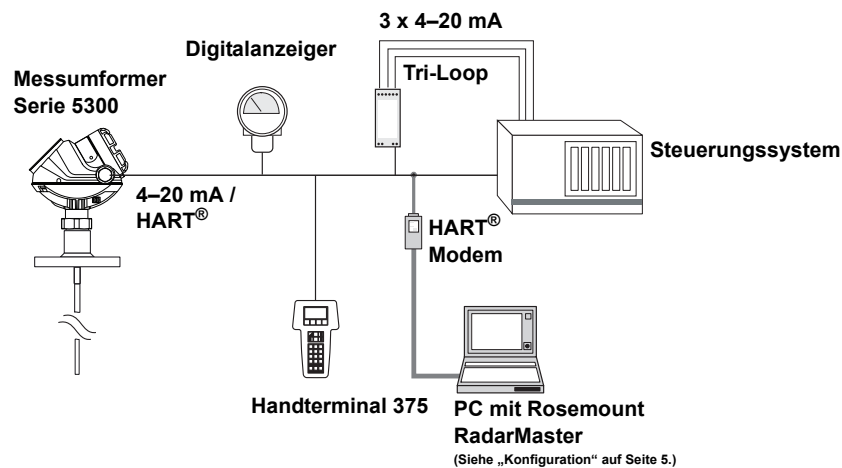 3 x 4–20 mA
Digitalanzeiger
Tri-Loop
Messumformer
Serie 5300
Steuerungssystem
4–20 mA /
HART®
HART®
Modem
Handterminal 375
PC mit Rosemount
RadarMaster
(Siehe „Konfiguration“ auf Seite 5.)